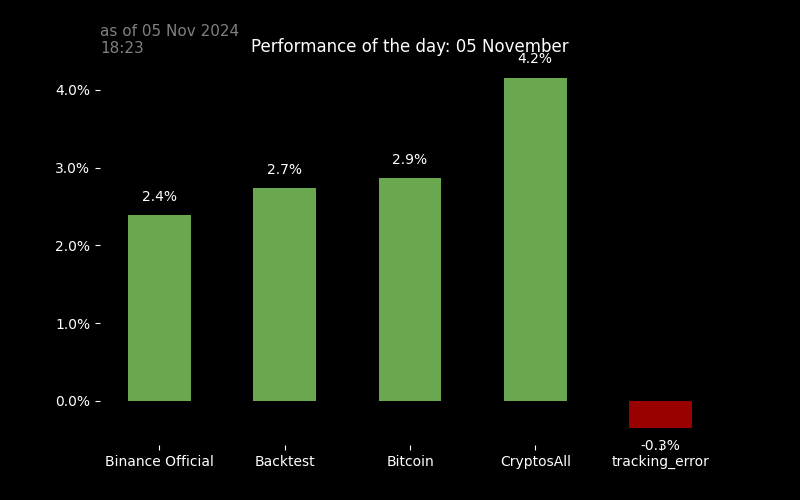 as of 05 Nov 2024
18:23
Performance of the day: 05 November
4.2%
4.0%
3.0%
2.9%
2.7%
2.4%
2.0%
1.0%
0.0%
-0.3%
Binance Official
Backtest
Bitcoin
CryptosAll
tracking_error